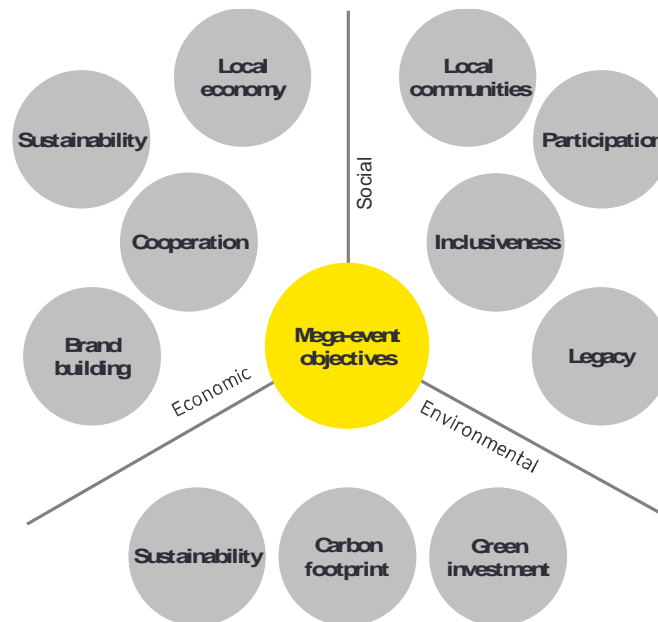 Local
economy
Local
communities
Sustainability
Participation
Social
Cooperation
Inclusiveness
Mega-event
objectives
Brand
building
Legacy
Economic
Environmental
Sustainability
Carbon
footprint
Green
investment